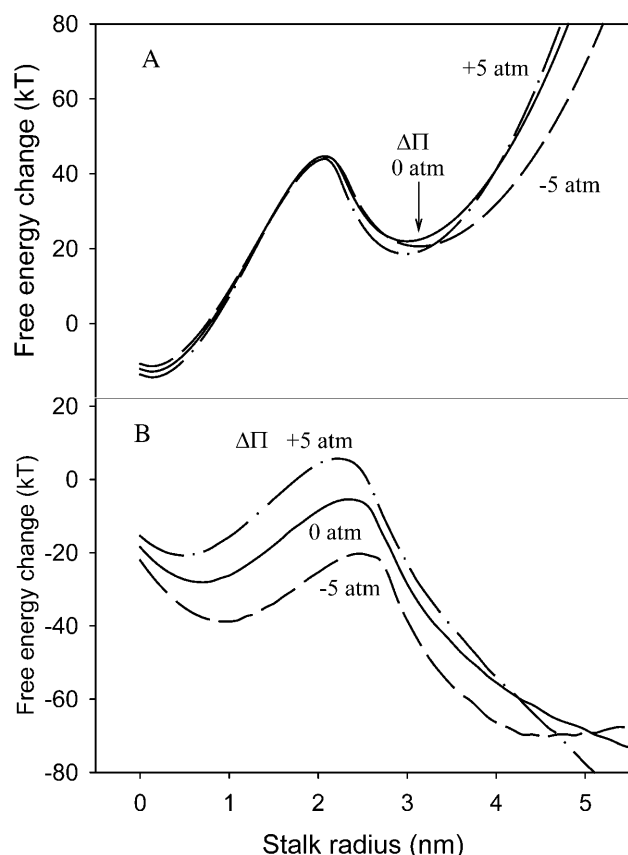 80
60
40
20
0
Free energy change (kT)
A
+5 atm
ΔΠ
0 atm
-5 atm
20
0
-20
-40
-60
-80
Free energy change (kT)
B
ΔΠ +5 atm
0 atm
-5 atm
0 1 2 3 4 5
Stalk radius (nm)